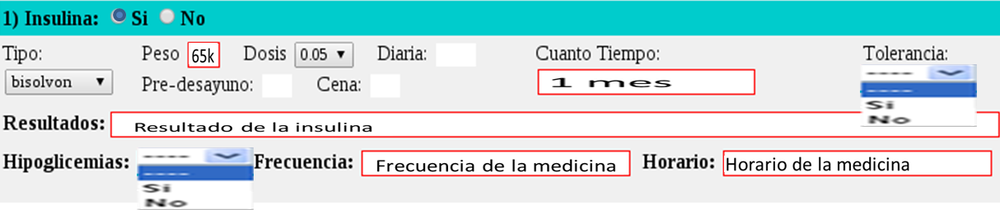 1) Insulina: Si No
Tipo: Peso 65k Dosis 0.05 Diaria: Cuanto Tiempo: Tolerancia:
bisolvon Pre-desayuno: Cena: 1 mes ----
----
Si
No
Resultados: Resultado de la insulina
Hipoglicemias: ---- Frecuencia: Frecuencia de la medicina Horario: Horario de la medicina
----
Si
No